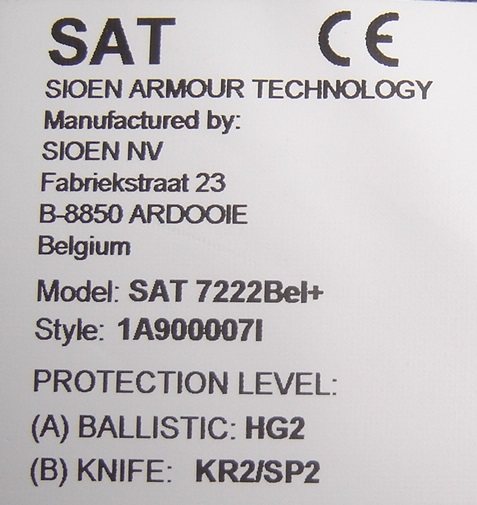 SAT CE
SIOEN ARMOUR TECHNOLOGY
Manufactured by:
SIOEN NV
Fabriekstraat 23
B-8850 ARDOOIE
Belgium
Model: SAT 7222Bel+
Style: 1A900007I
PROTECTION LEVEL:
(A) BALLISTIC: HG2
(B) KNIFE: KR2/SP2